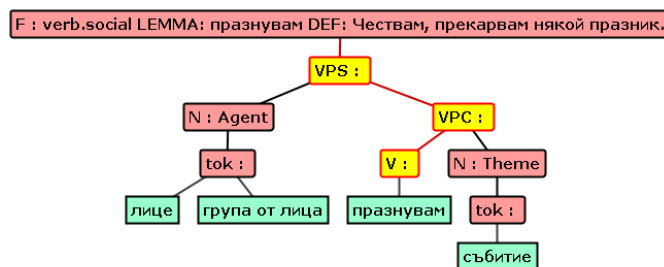 F : verb.social LEMMA: празнувам DEF: Чествам, прекарвам някой празник.
VPS :
N : Agent
VPC :
tok :
V :
N : Theme
лице
група от лица
празнувам
tok :
събитие